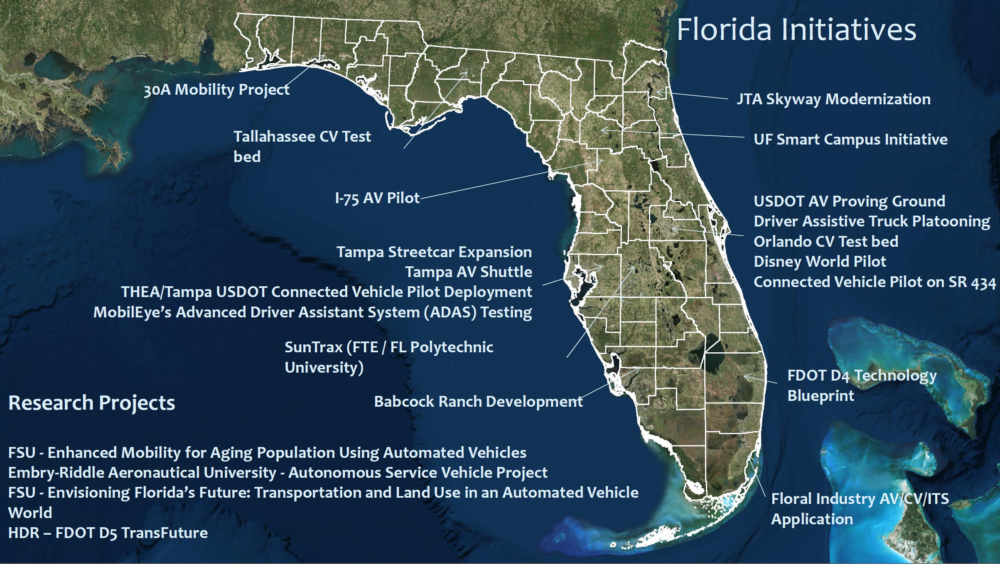 Florida Initiatives
30A Mobility Project
JTA Skyway Modernization
Tallahassee CV Test
bed
UF Smart Campus Initiative
I-75 AV Pilot
USDOT AV Proving Ground
Driver Assistive Truck Platooning
Orlando CV Test bed
Disney World Pilot
Connected Vehicle Pilot on SR 434
Tampa Streetcar Expansion
Tampa AV Shuttle
THEA/Tampa USDOT Connected Vehicle Pilot Deployment
MobilEye’s Advanced Driver Assistant System (ADAS) Testing
SunTrax (FTE / FL Polytechnic
University)
FDOT D4 Technology
Blueprint
Babcock Ranch Development
Research Projects
FSU - Enhanced Mobility for Aging Population Using Automated Vehicles
Embry-Riddle Aeronautical University - Autonomous Service Vehicle Project
FSU - Envisioning Florida’s Future: Transportation and Land Use in an Automated Vehicle
World
HDR – FDOT D5 TransFuture
Floral Industry AV/CV/ITS
Application